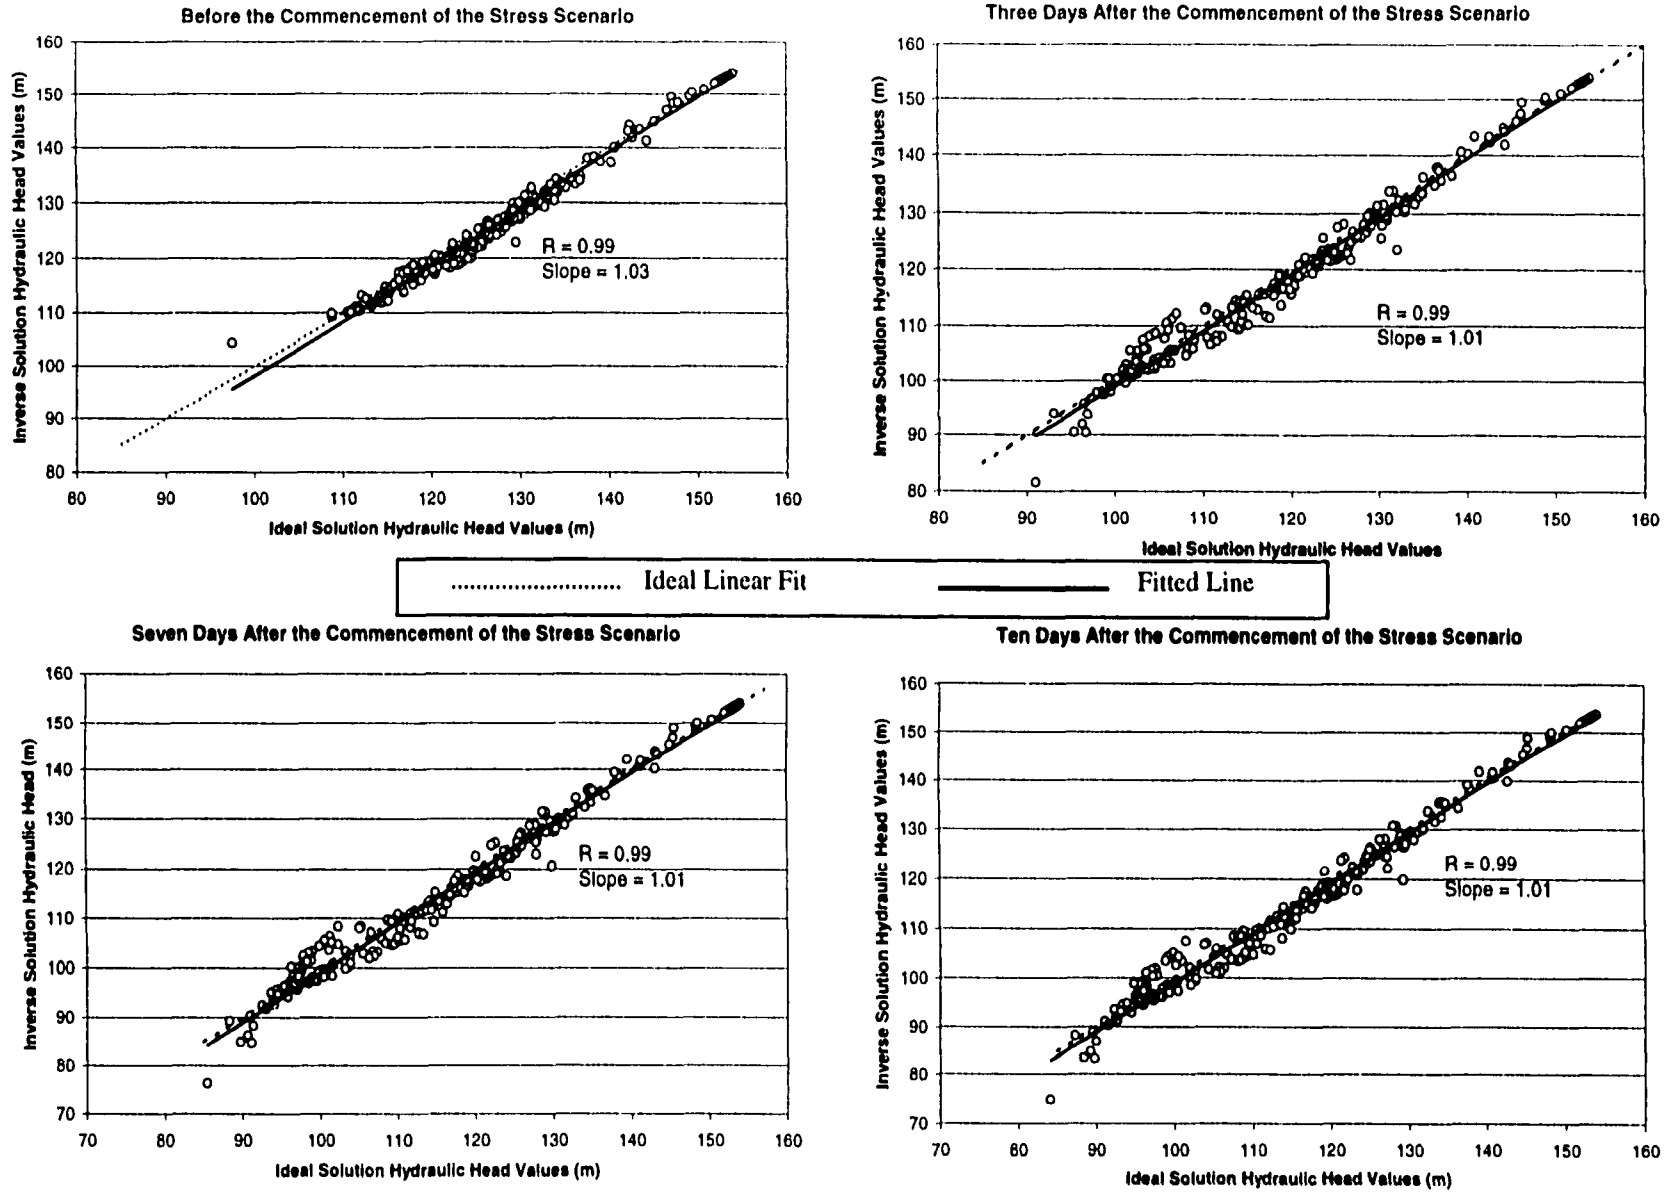 Before the Commencement of the Stress Scenario
Inverse Solution Hydraulic Head Values (m)
160
150
140
130
120
110
100
90
80
R = 0.99
Slope = 1.03
80 90 100 110 120 130 140 150 160
Ideal Solution Hydraulic Head Values (m)
Three Days After the Commencement of the Stress Scenario
Inverse Solution Hydraulic Head Values (m)
160
150
140
130
120
110
100
90
80
R = 0.99
Slope = 1.01
80 90 100 110 120 130 140 150 160
Ideal Solution Hydraulic Head Values
Ideal Linear Fit Fitted Line
Seven Days After the Commencement of the Stress Scenario
Inverse Solution Hydraulic Head (m)
160
150
140
130
120
110
100
90
80
70
R = 0.99
Slope = 1.01
70 80 90 100 110 120 130 140 150 160
Ideal Solution Hydraulic Head Values (m)
Ten Days After the Commencement of the Stress Scenario
Inverse Solution Hydraulic Head Values (m)
160
150
140
130
120
110
100
90
80
70
R = 0.99
Slope = 1.01
70 80 90 100 110 120 130 140 150 160
Ideal Solution Hydraulic Head Values (m)